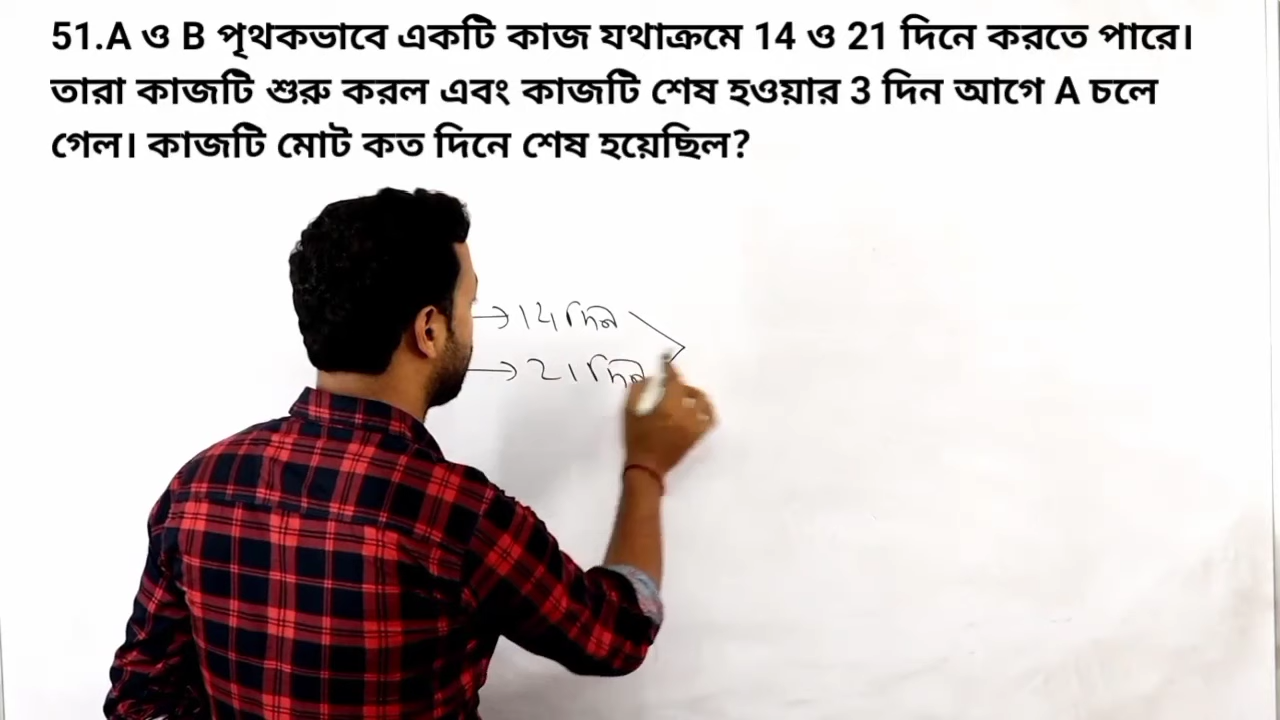 51.A ও B পৃথকভাবে একটি কাজ যথাক্রমে 14 ও 21 দিনে করতে পারে।
তারা কাজটি শুরু করল এবং কাজটি শেষ হওয়ার 3 দিন আগে A চলে
গেল। কাজটি মোট কত দিনে শেষ হয়েছিল?
→ 14 দিন
→ 21 দিন